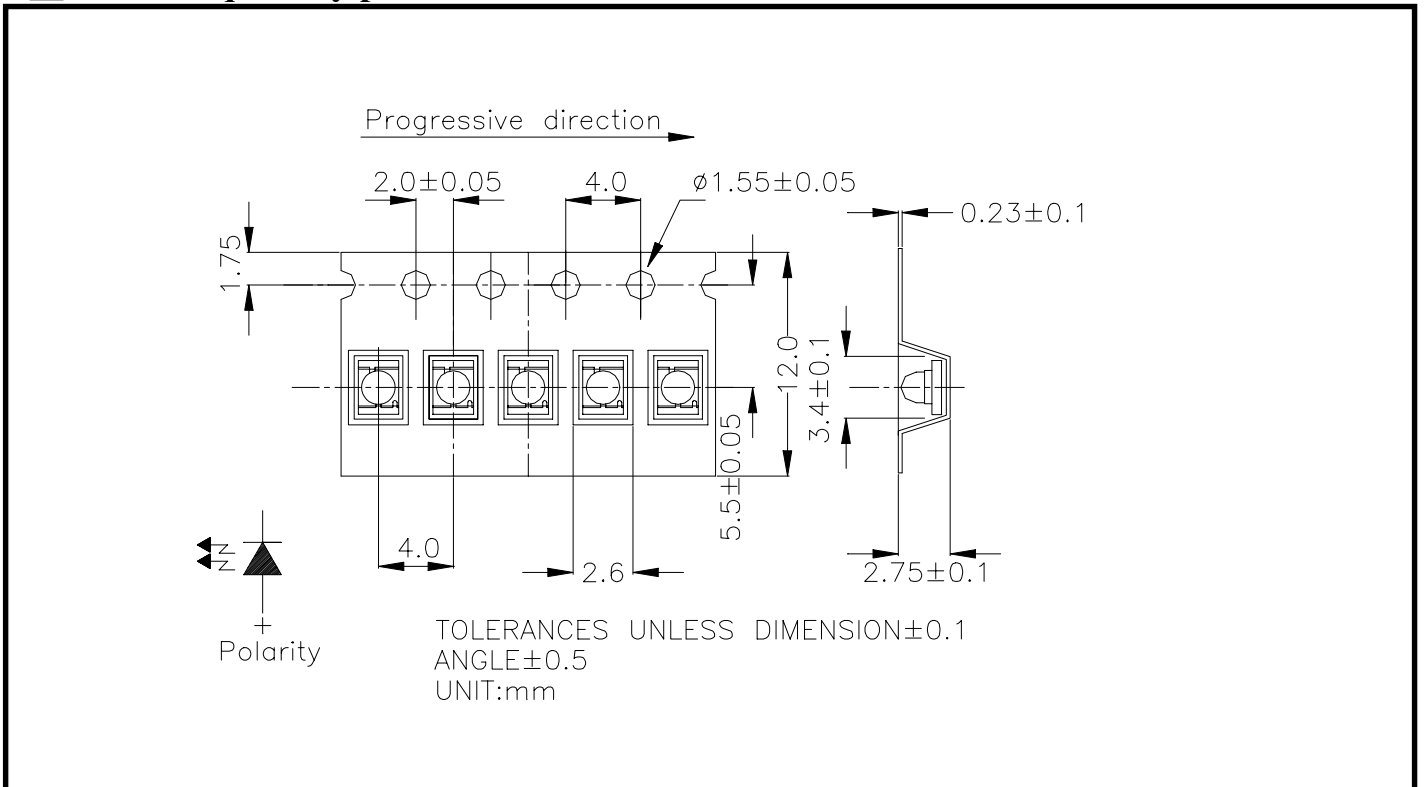 Progressive direction
2.0±0.05
4.0
ø1.55±0.05
0.23±0.1
1.75
12.0
3.4±0.1
5.5±0.05
4.0
2.6
2.75±0.1
+
Polarity
TOLERANCES UNLESS DIMENSION±0.1
ANGLE±0.5
UNIT:mm